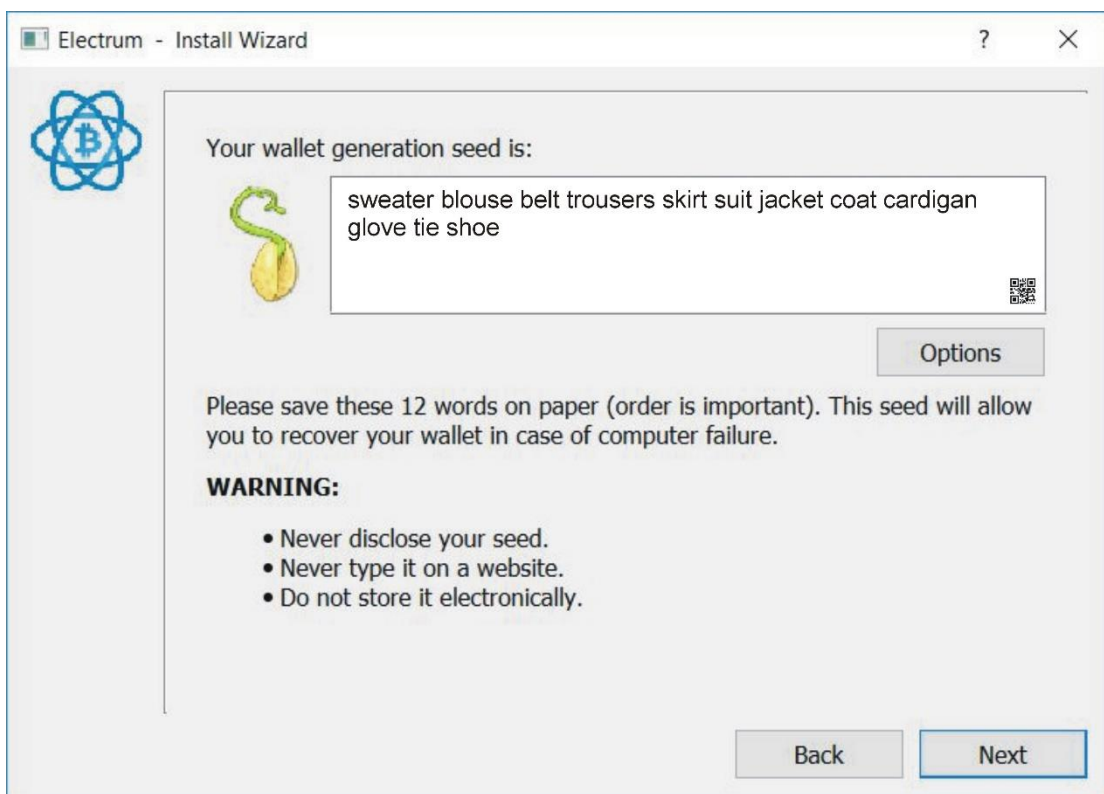 Electrum - Install Wizard
Your wallet generation seed is:
sweater blouse belt trousers skirt suit jacket coat cardigan
glove tie shoe
Options
Please save these 12 words on paper (order is important). This seed will allow
you to recover your wallet in case of computer failure.
WARNING:
• Never disclose your seed.
• Never type it on a website.
• Do not store it electronically.
Back Next